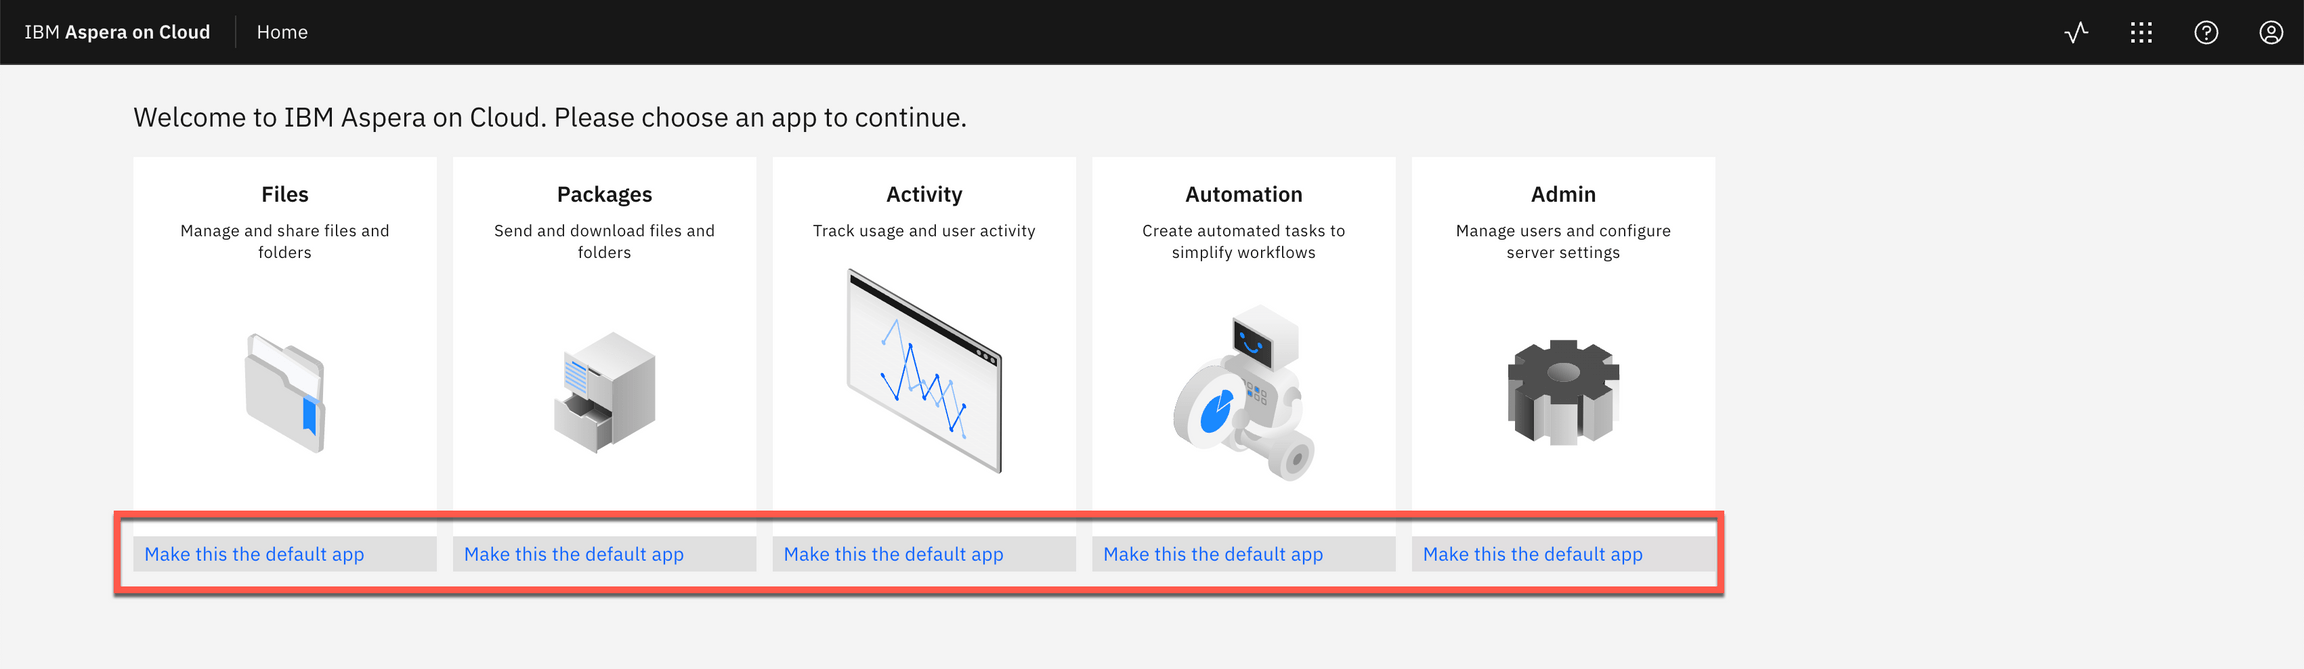 IBM Aspera on Cloud
Home
Welcome to IBM Aspera on Cloud. Please choose an app to continue.
Files
Manage and share files and
folders
Make this the default app
Packages
Send and download files and
folders
Make this the default app
Activity
Track usage and user activity
Make this the default app
Automation
Create automated tasks to
simplify workflows
Make this the default app
Admin
Manage users and configure
server settings
Make this the default app